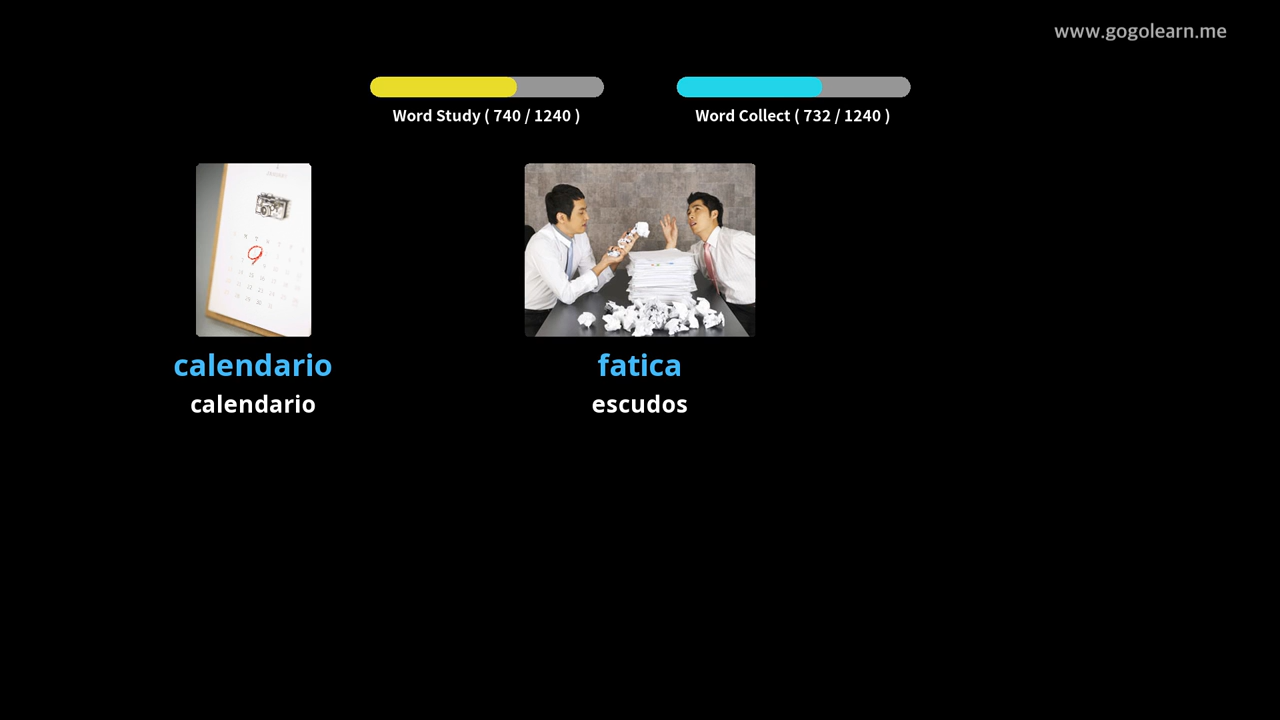 www.gogolearn.me
Word Study ( 740 / 1240 )
Word Collect ( 732 / 1240 )
calendario
fatica
calendario
escudos